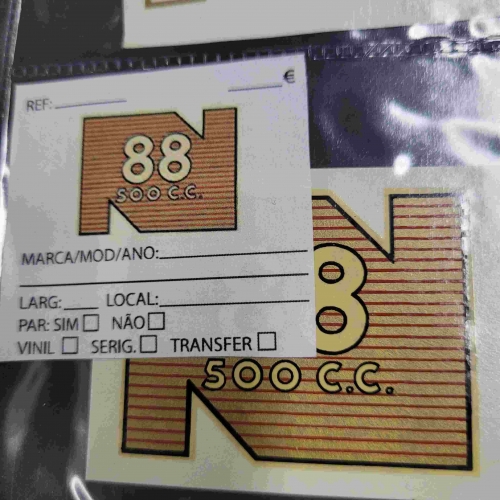 REF: €
88
500 C.C.
MARCA/MOD/ANO:
LARG: LOCAL:
PAR: SIM NÃO
VINIL SERIG. TRANSFER
8
500 C.C.